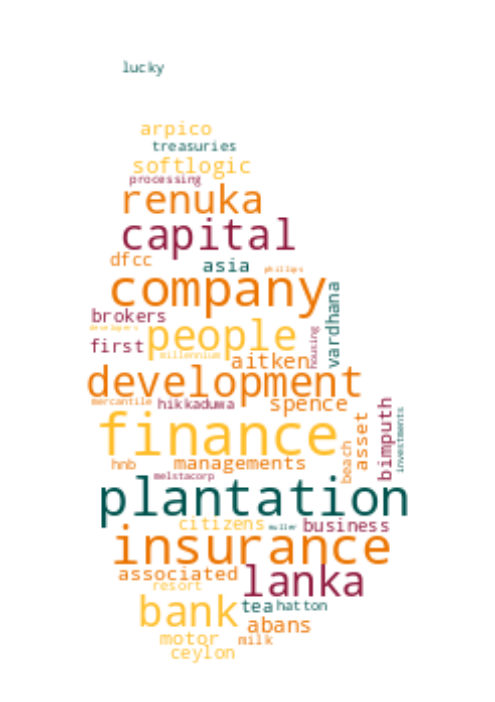 lucky
arpico
treasuries
softlogic
processing
renuka
capital
dfcc
asia
phillips
company
vardhana
brokers
developers
people
first
millennium
housing
aitken
development
mercantile
hikkaduwa
spence
finance
asset
bimputh
investments
hnb
managements
beach
melstacorp
plantation
citizens
muller
business
insurance
associated
lanka
resort
bank
tea
hatton
abans
motor
milk
ceylon